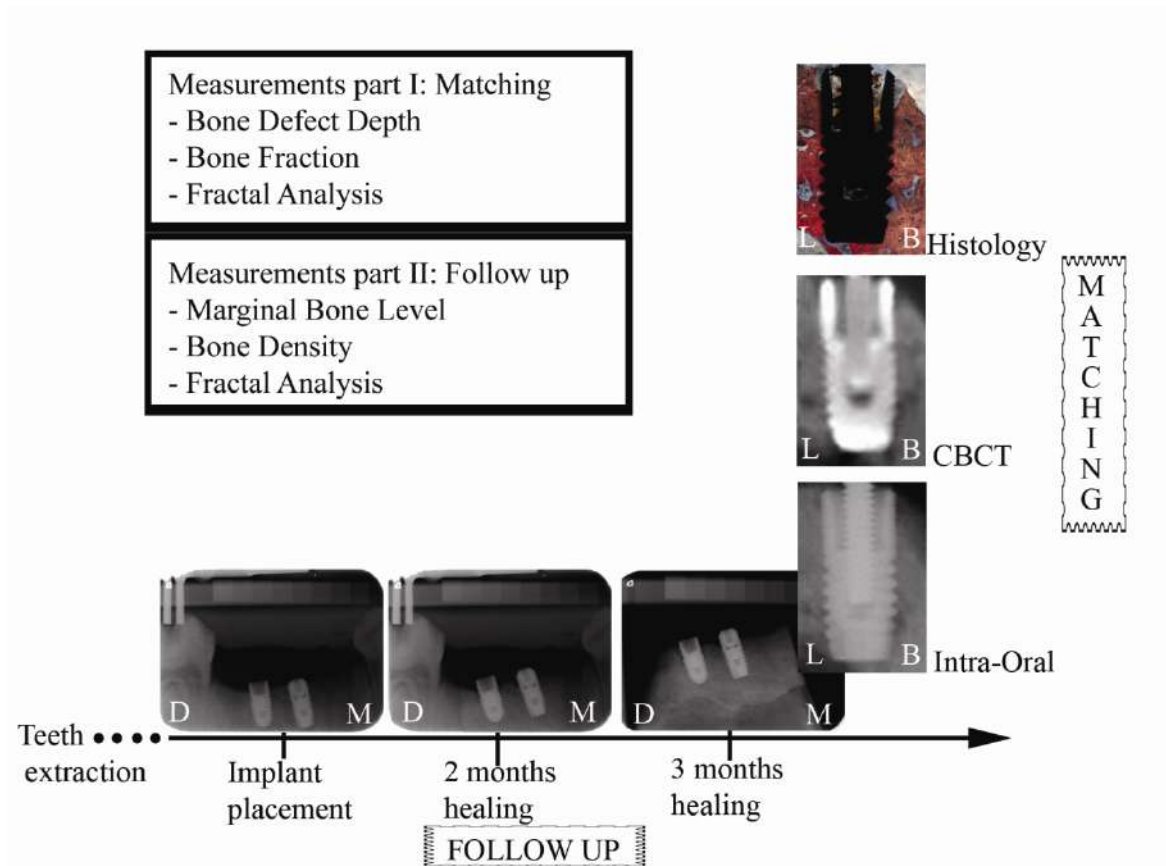 Measurements part I: Matching
- Bone Defect Depth
- Bone Fraction
- Fractal Analysis
Measurements part II: Follow up
- Marginal Bone Level
- Bone Density
- Fractal Analysis
L B
Histology
L B
CBCT
L B
Intra-Oral
MATCHING
D M
D M
D M
Teeth
extraction
Implant
placement
2 months
healing
3 months
healing
FOLLOW UP